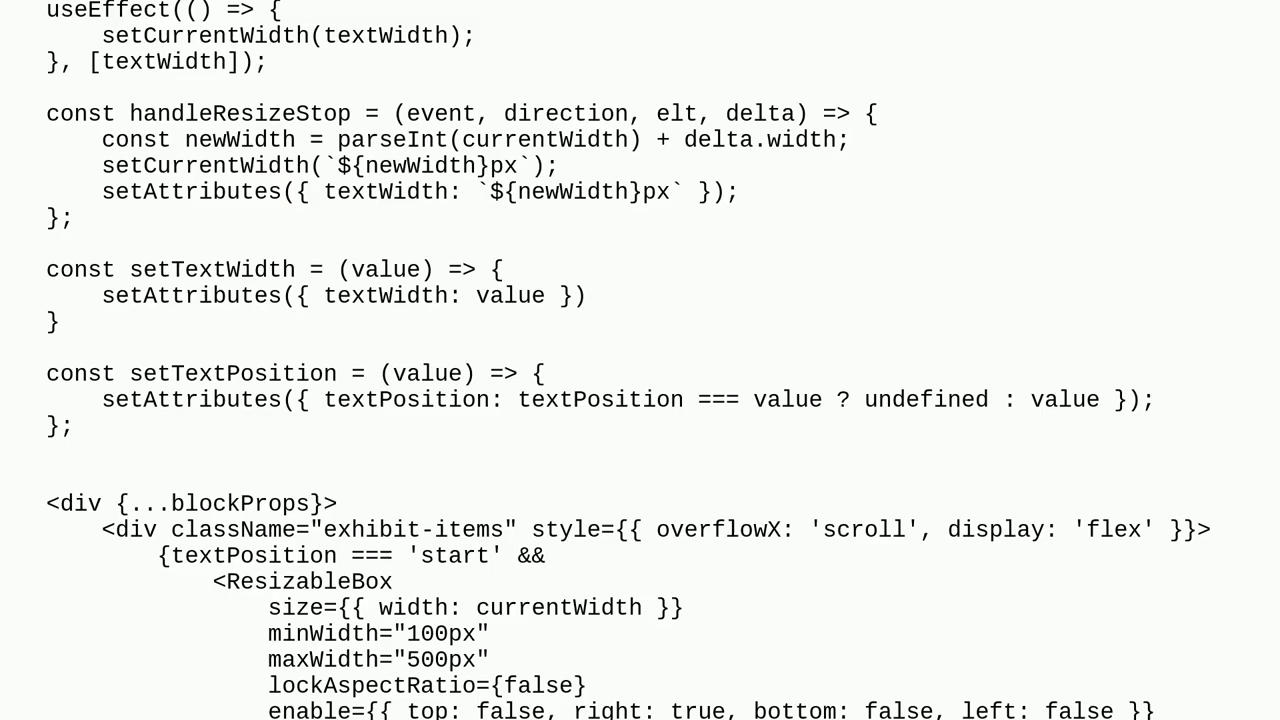 useEffect(() => {
    setCurrentWidth(textWidth);
}, [textWidth]);

const handleResizeStop = (event, direction, elt, delta) => {
    const newWidth = parseInt(currentWidth) + delta.width;
    setCurrentWidth(`${newWidth}px`);
    setAttributes({ textWidth: `${newWidth}px` });
};

const setTextWidth = (value) => {
    setAttributes({ textWidth: value })
}

const setTextPosition = (value) => {
    setAttributes({ textPosition: textPosition === value ? undefined : value });
};


<div {...blockProps}>
    <div className="exhibit-items" style={{ overflowX: 'scroll', display: 'flex' }}>
        {textPosition === 'start' &&
            <ResizableBox
                size={{ width: currentWidth }}
                minWidth="100px"
                maxWidth="500px"
                lockAspectRatio={false}
                enable={{ top: false, right: true, bottom: false, left: false }}